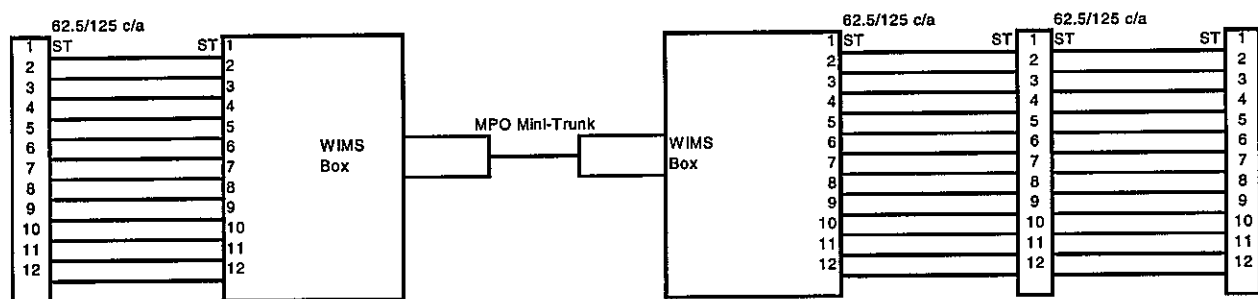 62.5/125 c/a
62.5/125 c/a
62.5/125 c/a
1 ST ST 1
2 2
3 3
4 4
5 5
6 6
7 7
8 8
9 9
10 10
11 11
12 12
WIMS
Box
MPO Mini-Trunk
WIMS
Box
1 ST ST 1 ST ST 1
2 2 2
3 3 3
4 4 4
5 5 5
6 6 6
7 7 7
8 8 8
9 9 9
10 10 10
11 11 11
12 12 12